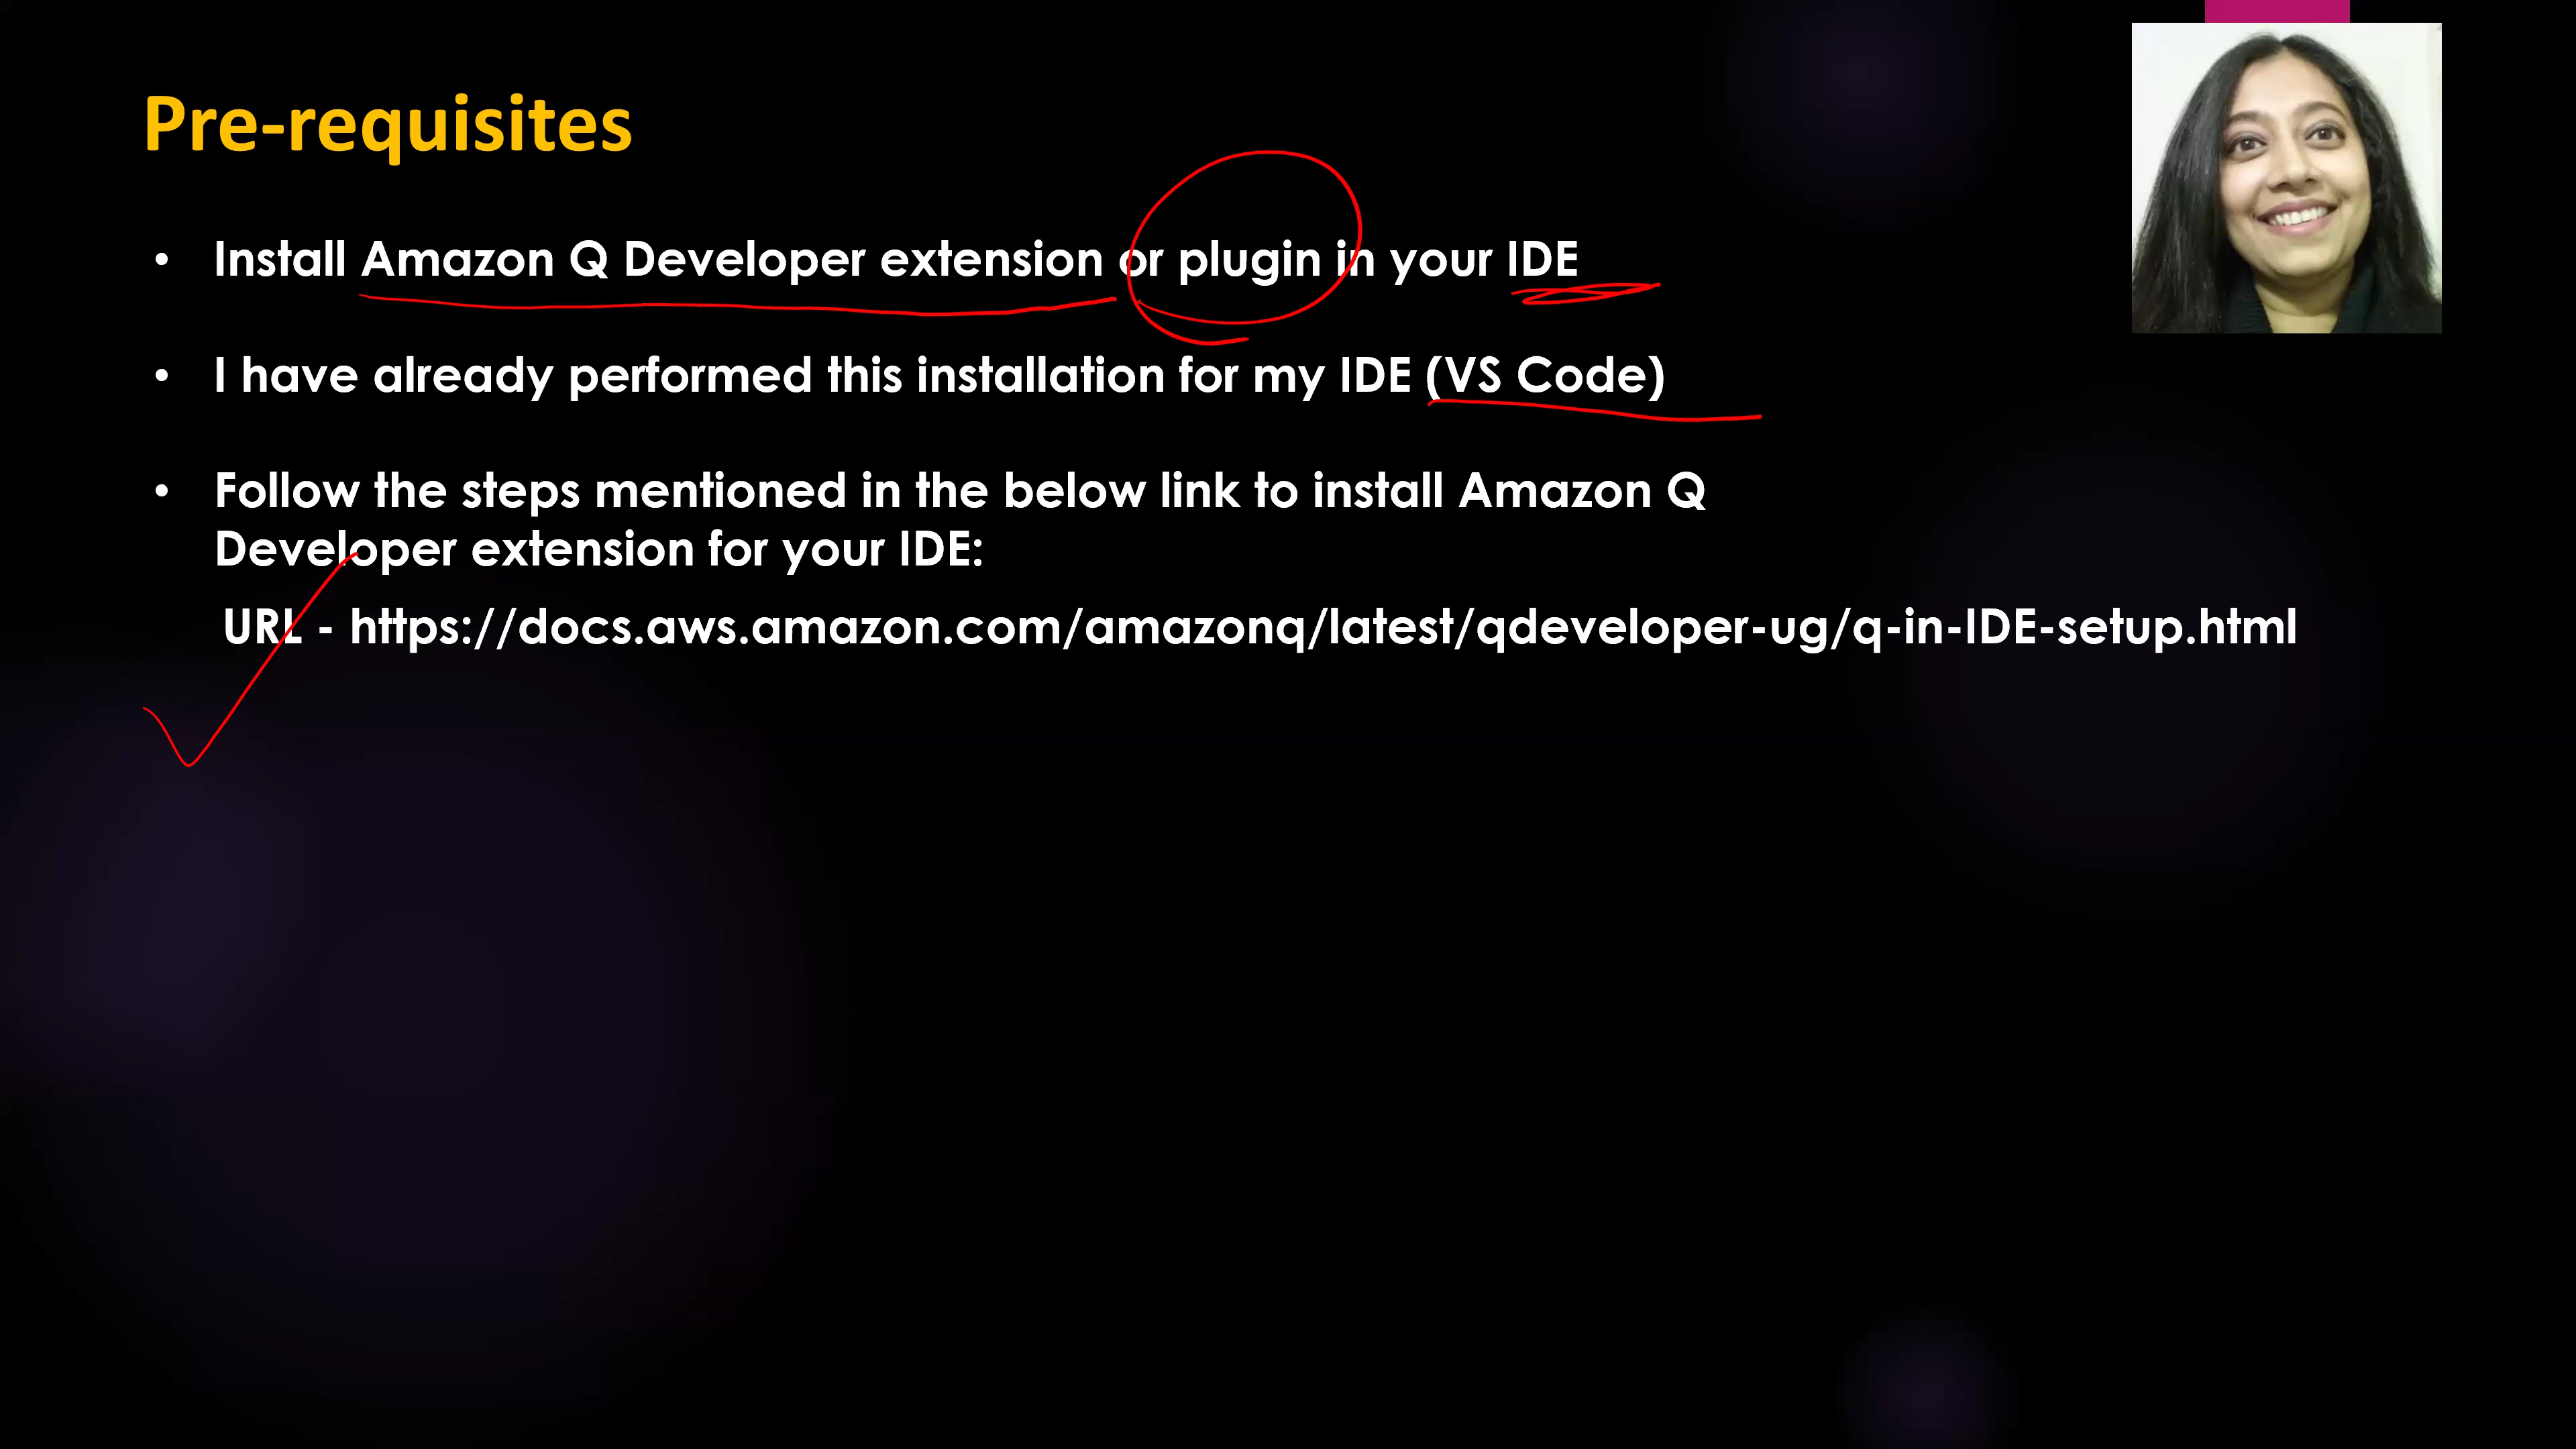 Pre-requisites
• Install Amazon Q Developer extension or plugin in your IDE
• I have already performed this installation for my IDE (VS Code)
• Follow the steps mentioned in the below link to install Amazon Q
Developer extension for your IDE:
URL - https://docs.aws.amazon.com/amazonq/latest/qdeveloper-ug/q-in-IDE-setup.html